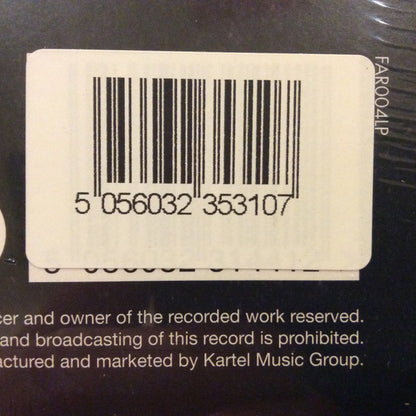 FAR004LP
5 056032 353107
cer and owner of the recorded work reserved.
and broadcasting of this record is prohibited.
actured and marketed by Kartel Music Group.